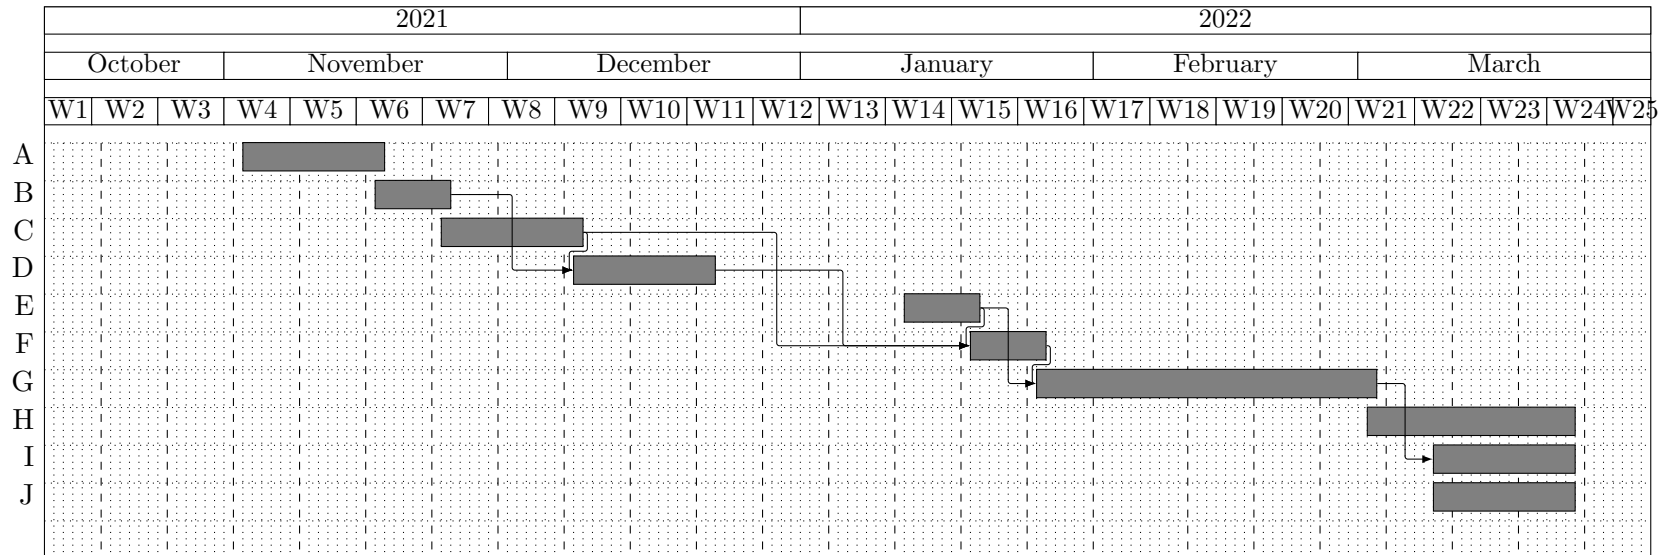 2021 2022
October November December January February March
W1 W2 W3 W4 W5 W6 W7 W8 W9 W10 W11 W12 W13 W14 W15 W16 W17 W18 W19 W20 W21 W22 W23 W24 W25
A
B
C
D
E
F
G
H
I
J